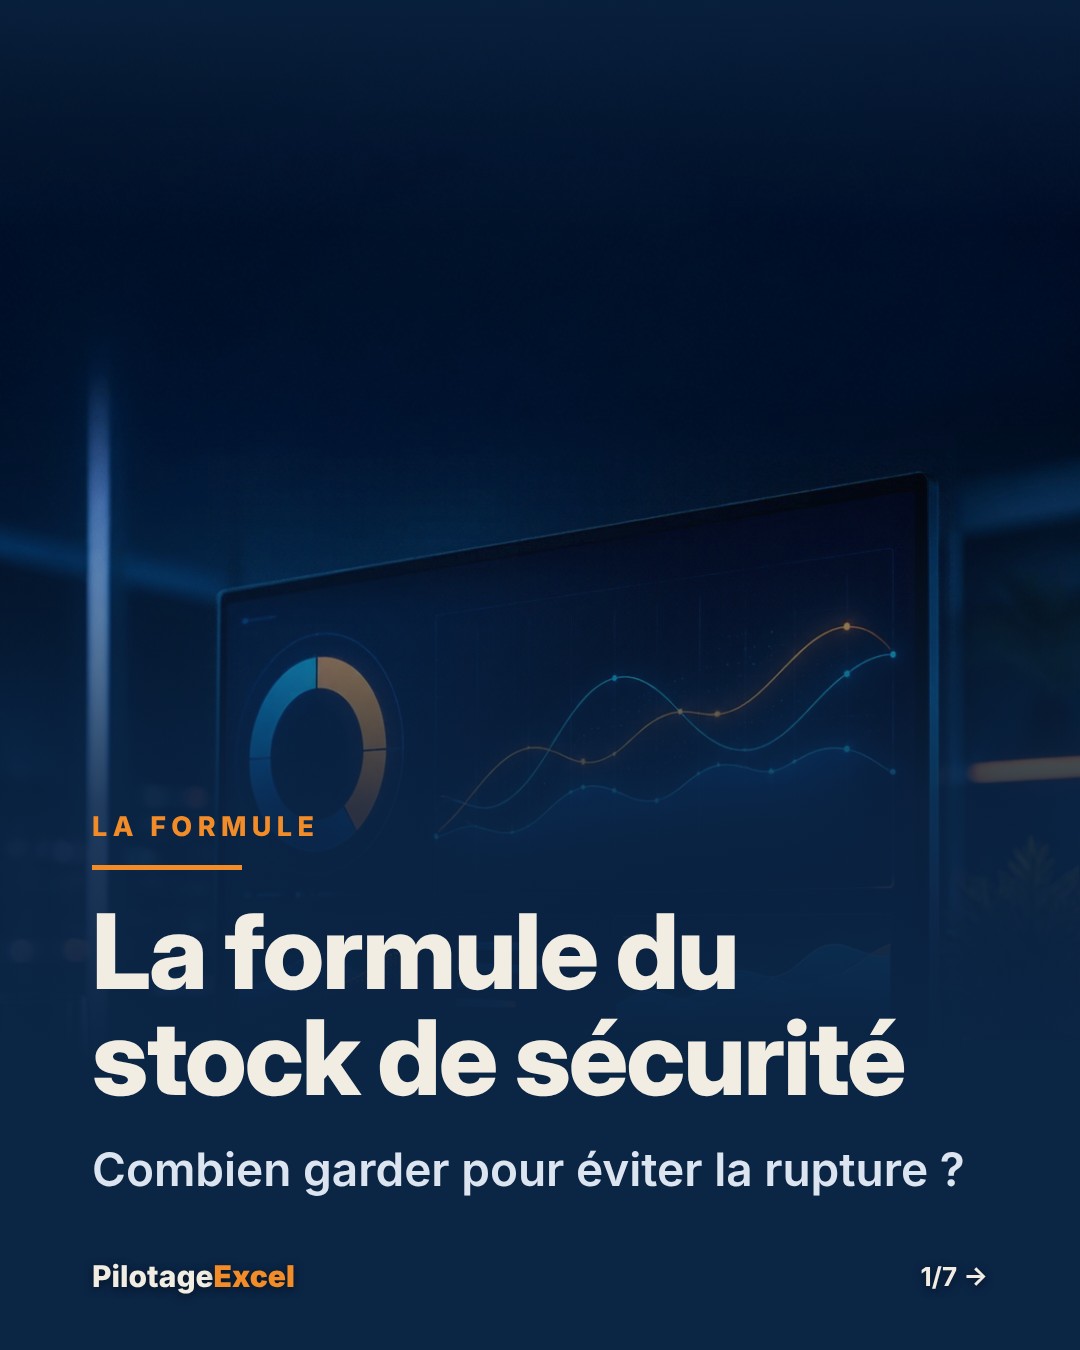 LA FORMULE
La formule du
stock de sécurité
Combien garder pour éviter la rupture ?
PilotageExcel
1/7 →